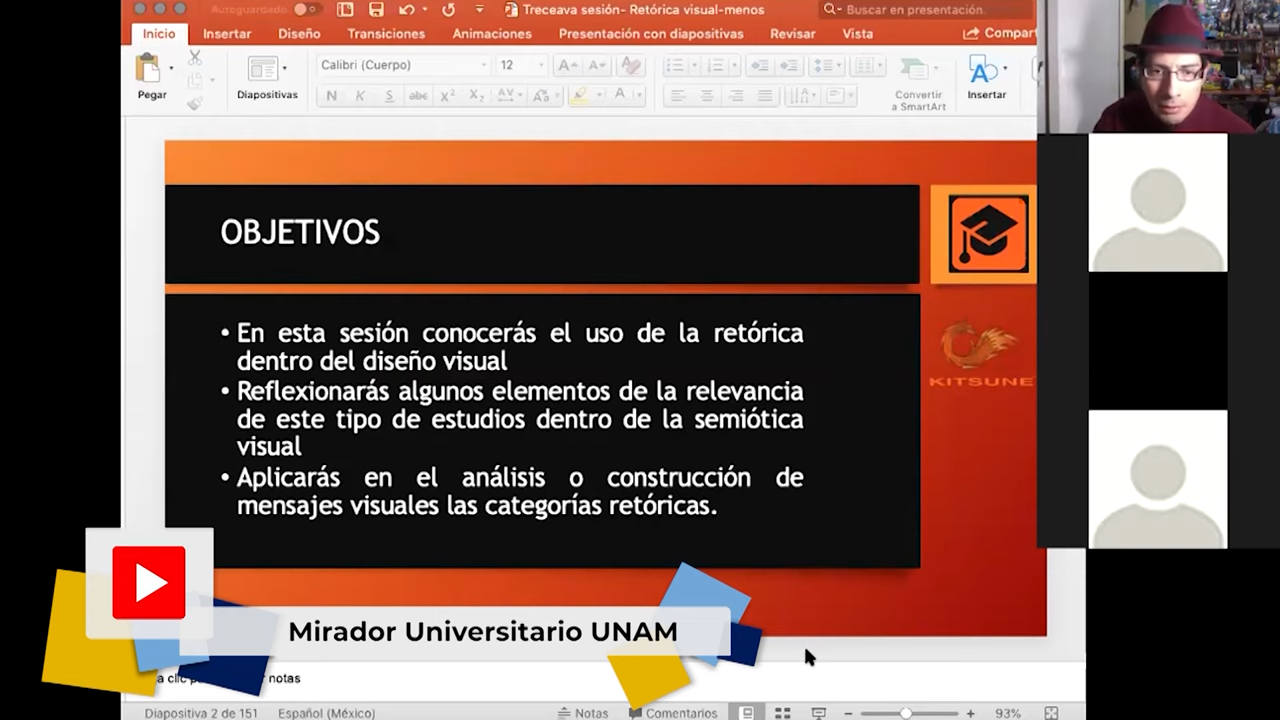 Autoguardado
Treceava sesión- Retórica visual-menos
Buscar en presentación
Inicio
Insertar
Diseño
Transiciones
Animaciones
Presentación con diapositivas
Revisar
Vista
Compart
Pegar
Diapositivas
Calibri (Cuerpo)
12
Convertir
a SmartArt
Insertar
OBJETIVOS
• En esta sesión conocerás el uso de la retórica
dentro del diseño visual
• Reflexionarás algunos elementos de la relevancia
de este tipo de estudios dentro de la semiótica
visual
• Aplicarás en el análisis o construcción de
mensajes visuales las categorías retóricas.
KITSUNE
Mirador Universitario UNAM
notas
Diapositiva 2 de 151
Español (México)
Notas
Comentarios
93%